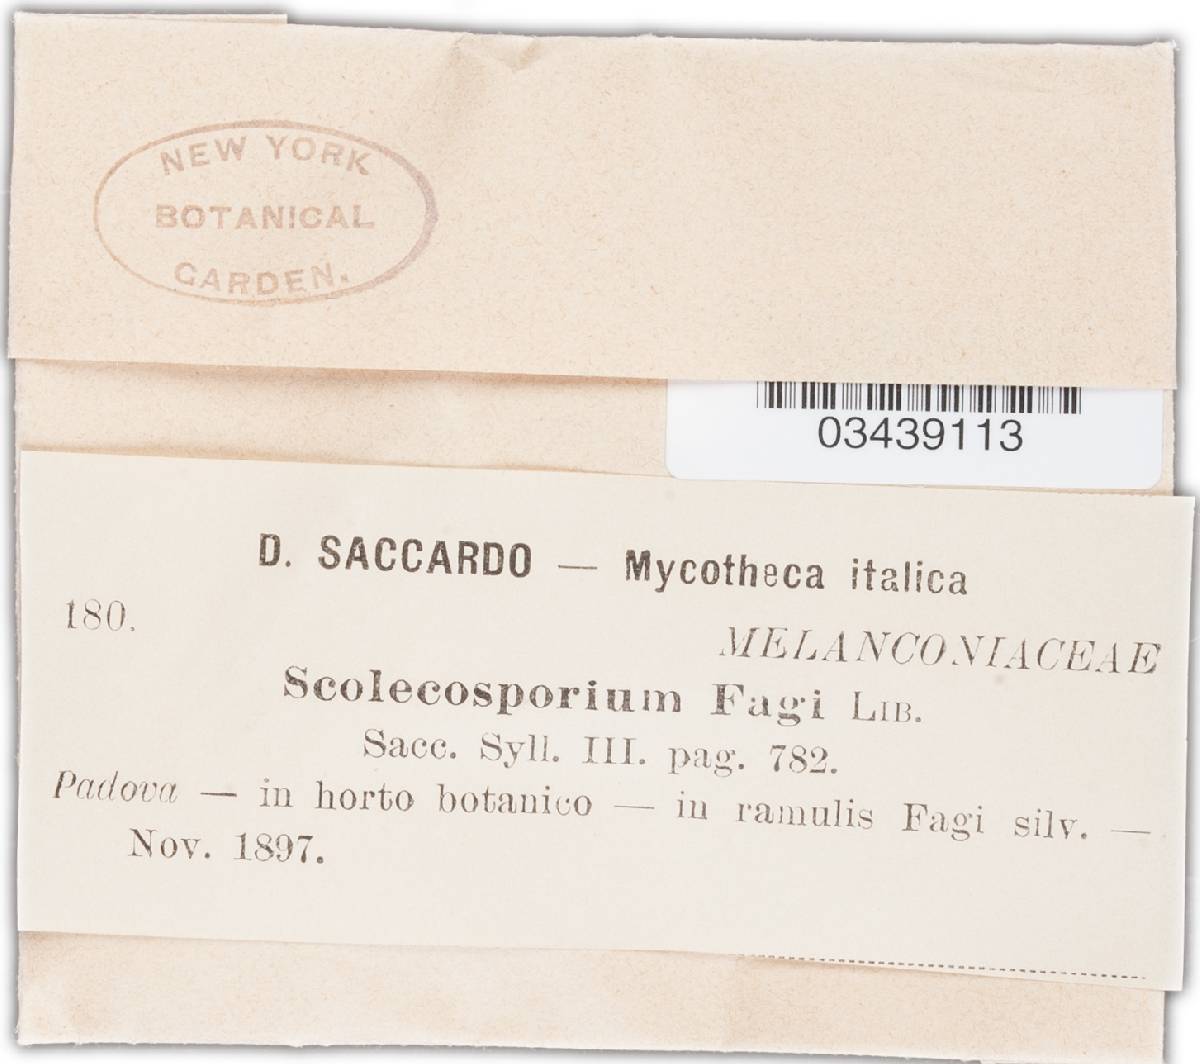 NEW YORK
BOTANICAL
GARDEN.
03439113
D. SACCARDO — Mycotheca italica
180.
MELANCONIACEAE
Scolecosporium Fagi LIB.
Sacc. Syll. III. pag. 782.
Padova — in horto botanico — in ramulis Fagi silv. —
Nov. 1897.